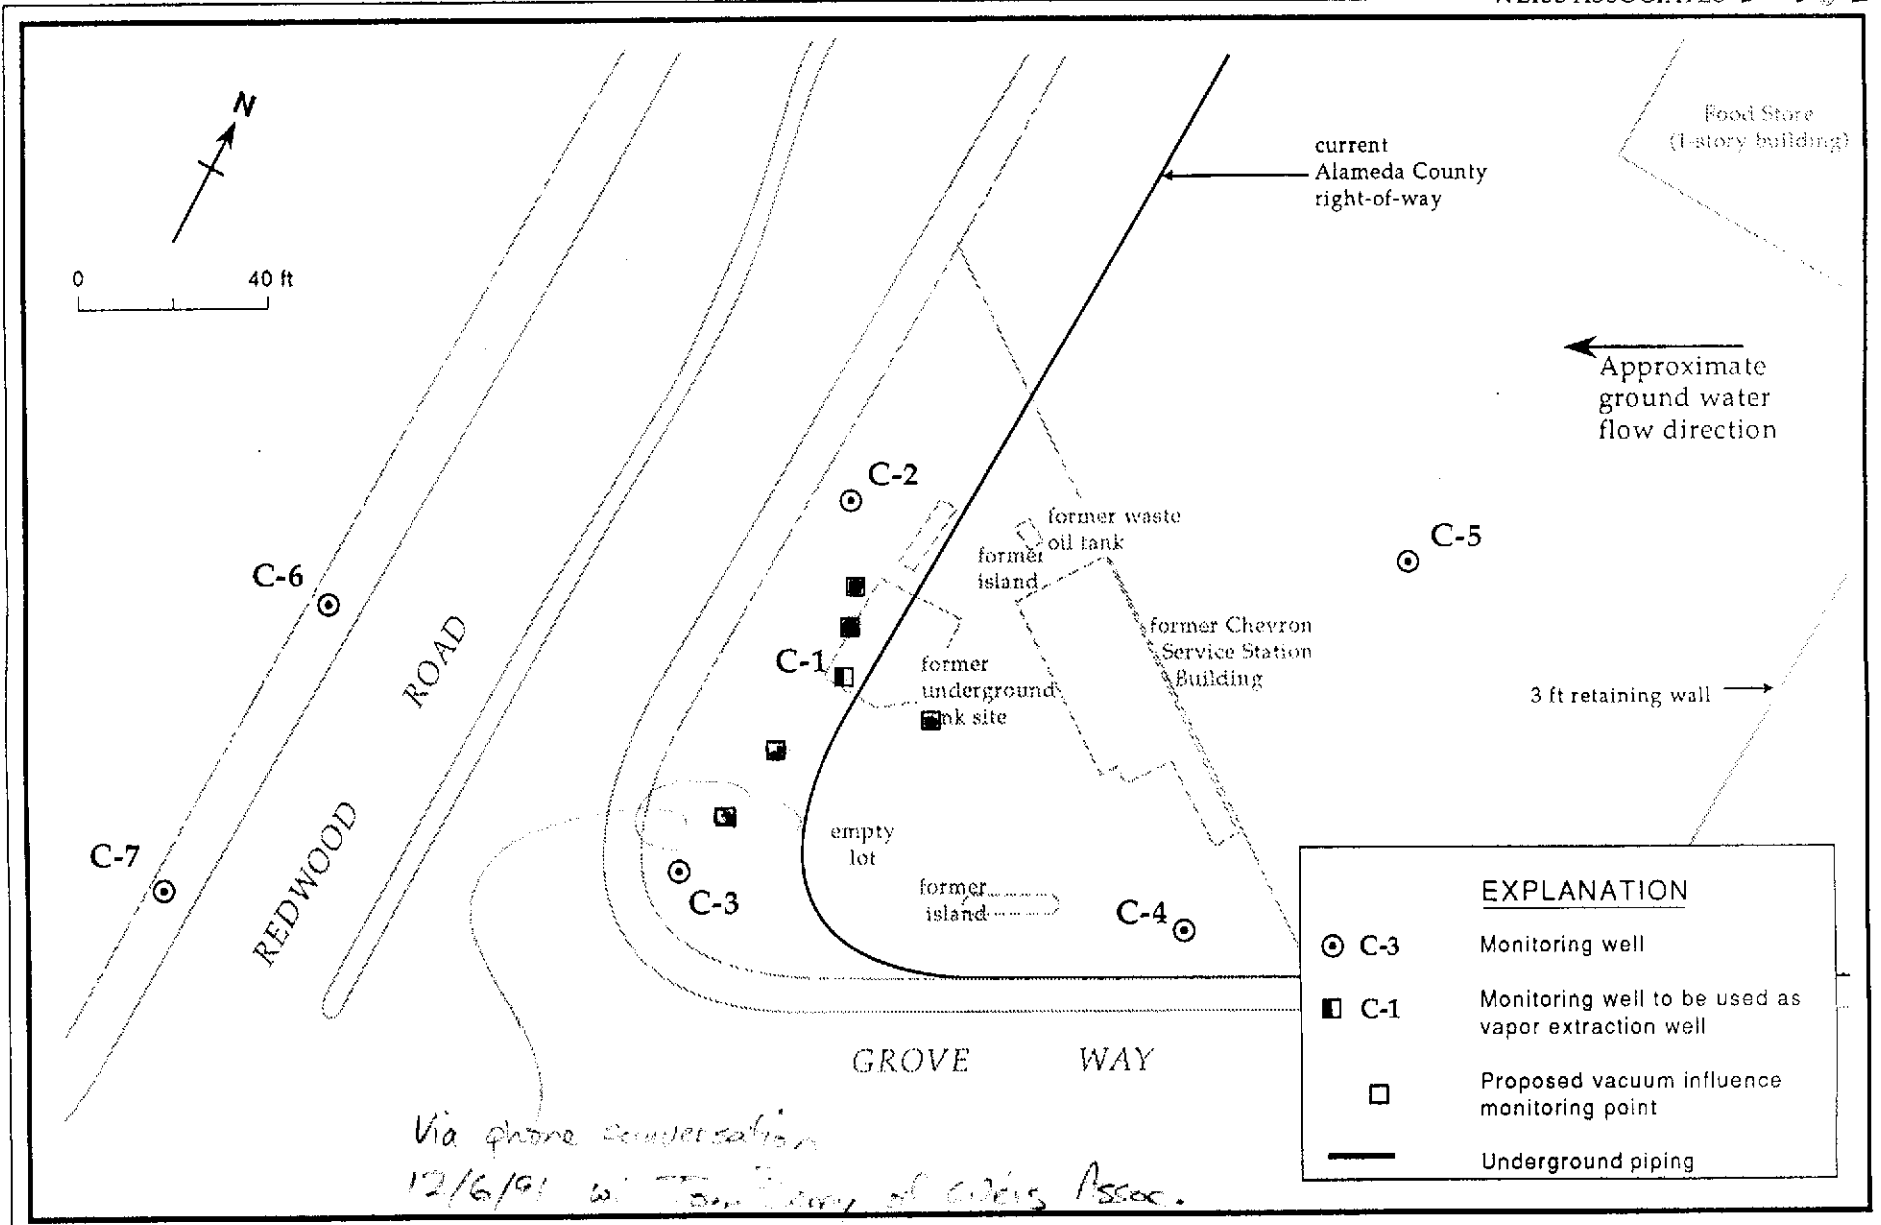 WEISS ASSOCIATES
N
0 40 ft
current
Alameda County
right-of-way
Food Store
(1-story building)
Approximate
ground water
flow direction
C-2
C-5
C-6
former waste
oil tank
former
island
ROAD
C-1
former Chevron
Service Station
Building
former
underground
tank site
3 ft retaining wall
C-7
REDWOOD
empty
lot
C-3
former
island
C-4
EXPLANATION
C-3 Monitoring well
C-1 Monitoring well to be used as
vapor extraction well
Proposed vacuum influence
monitoring point
Underground piping
GROVE WAY
Via phone conversation
12/6/91 w/ Tom Berry of Weis Assoc.